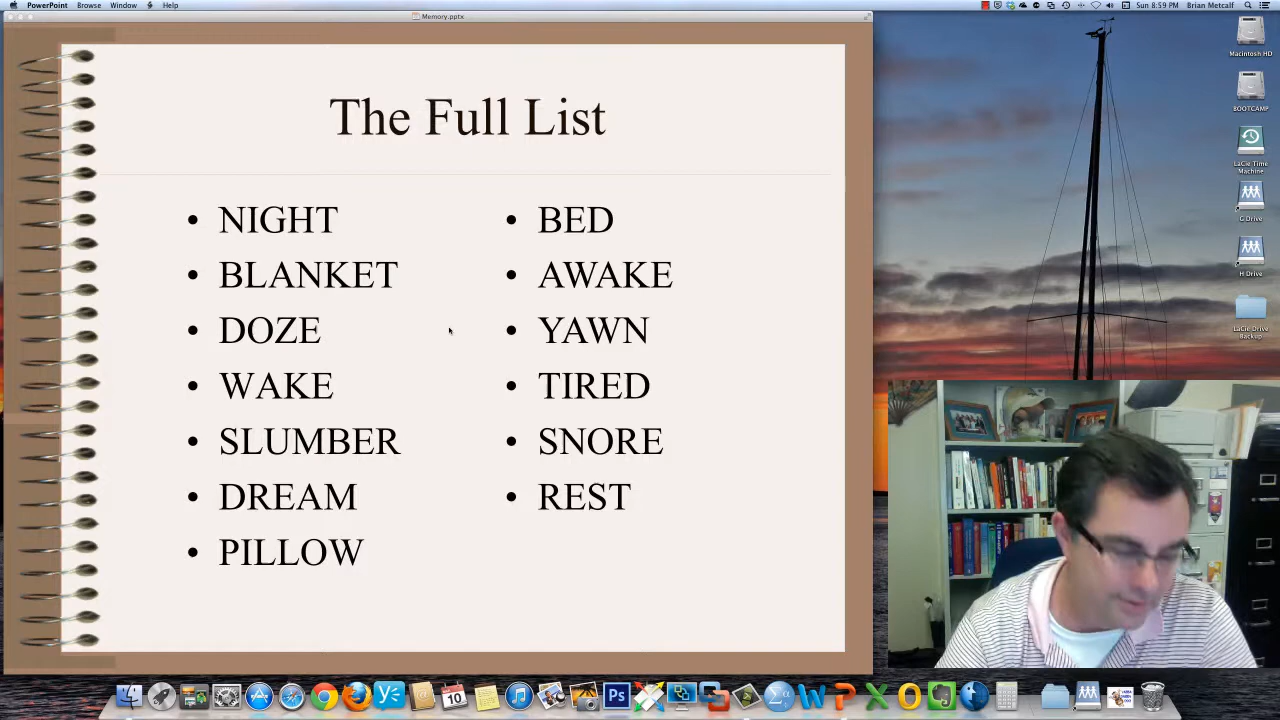 PowerPoint Browse Window Help
Sun 8:59 PM Brian Metcalf
Memory.pptx
The Full List
• NIGHT
• BLANKET
• DOZE
• WAKE
• SLUMBER
• DREAM
• PILLOW
• BED
• AWAKE
• YAWN
• TIRED
• SNORE
• REST
Macintosh HD
BOOTCAMP
LaCie Time
Machine
G Drive
H Drive
LaCie Drive
Backup
10
Ps